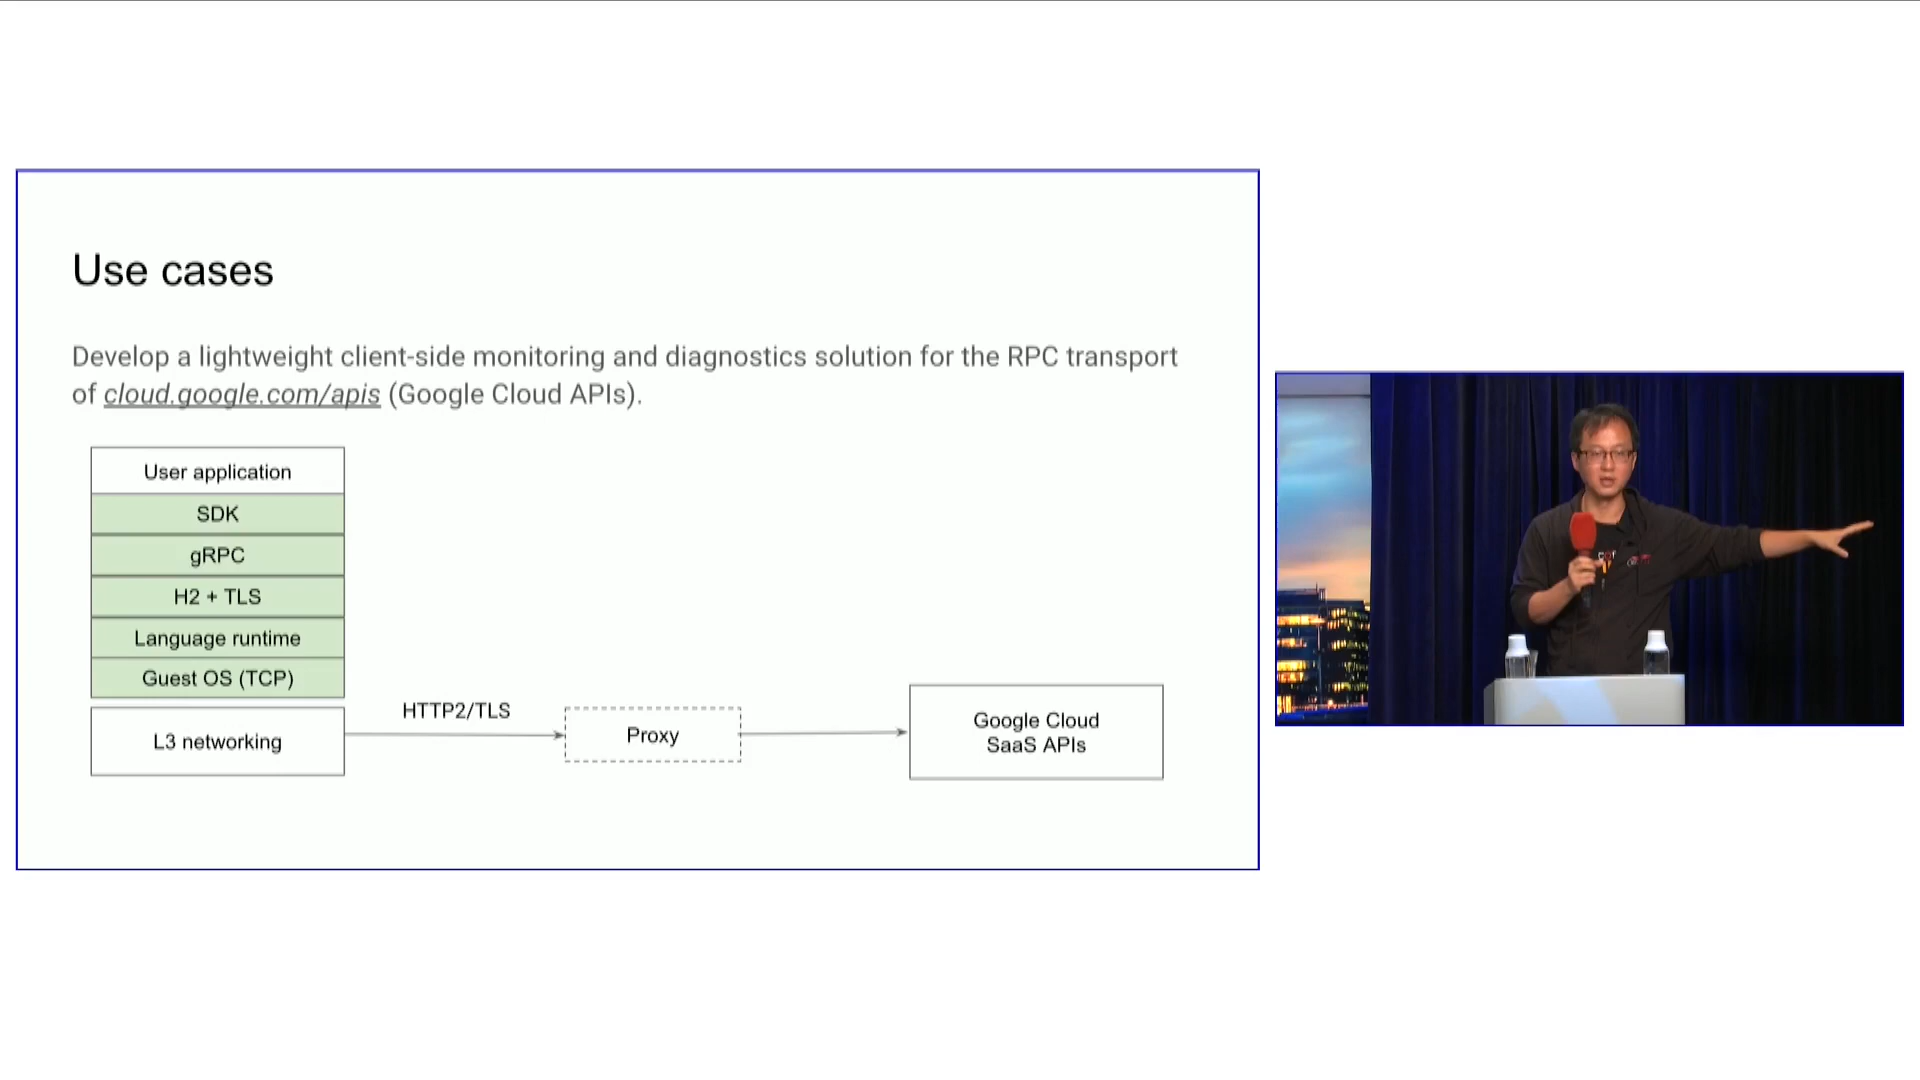 Use cases
Develop a lightweight client-side monitoring and diagnostics solution for the RPC transport
of cloud.google.com/apis (Google Cloud APIs).
User application
SDK
gRPC
H2 + TLS
Language runtime
Guest OS (TCP)
L3 networking
HTTP2/TLS
Proxy
Google Cloud
SaaS APIs